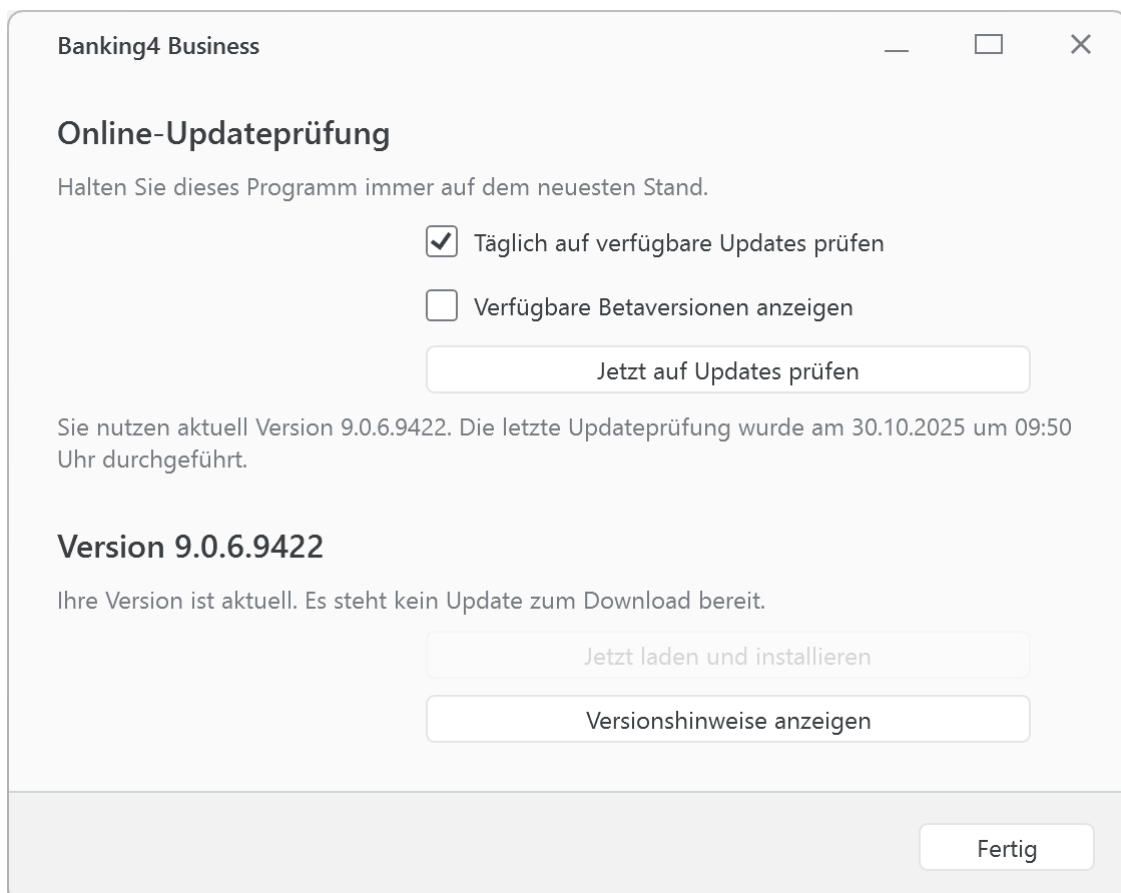 Banking4 Business
Online-Updateprüfung
Halten Sie dieses Programm immer auf dem neuesten Stand.
Täglich auf verfügbare Updates prüfen
Verfügbare Betaversionen anzeigen
Jetzt auf Updates prüfen
Sie nutzen aktuell Version 9.0.6.9422. Die letzte Updateprüfung wurde am 30.10.2025 um 09:50
Uhr durchgeführt.
Version 9.0.6.9422
Ihre Version ist aktuell. Es steht kein Update zum Download bereit.
Jetzt laden und installieren
Versionshinweise anzeigen
Fertig